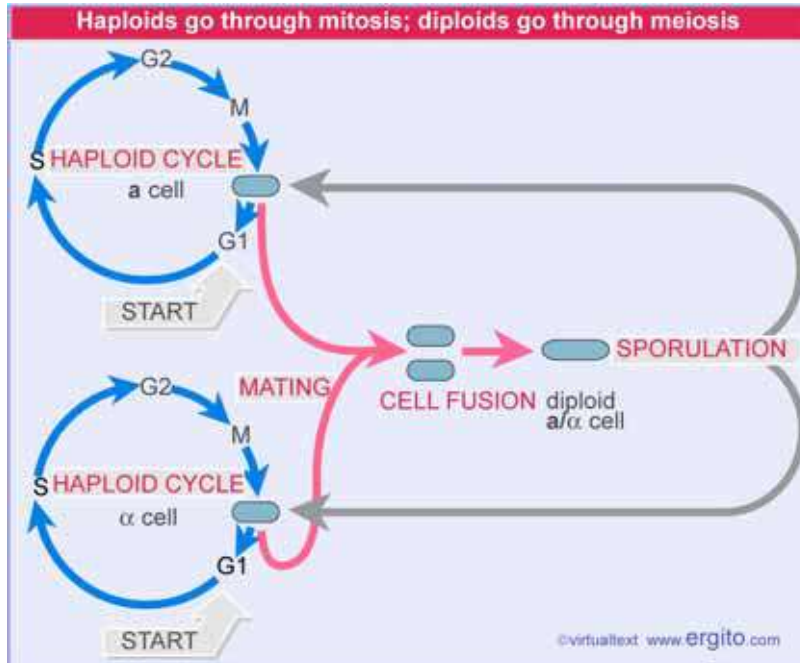 Haploids go through mitosis; diploids go through meiosis
G2
M
S HAPLOID CYCLE
a cell
G1
START
MATING
CELL FUSION
diploid
a/α cell
SPORULATION
G2
M
S HAPLOID CYCLE
α cell
G1
START
©virtualtext www.ergito.com